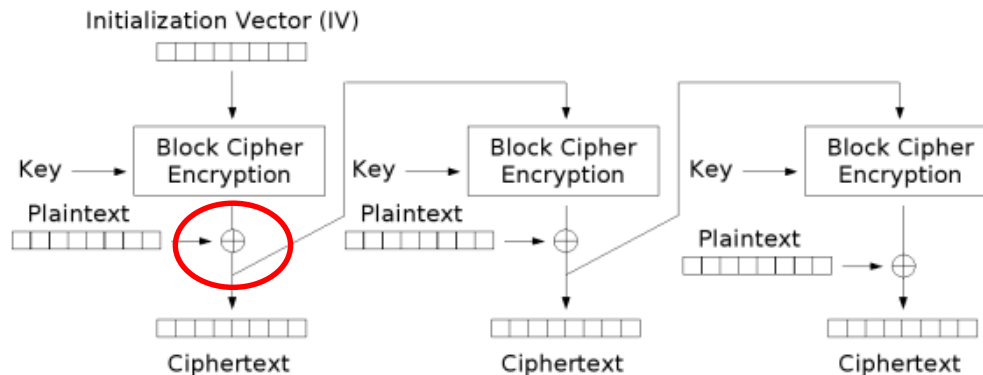 Initialization Vector (IV)
Block Cipher
Encryption
Block Cipher
Encryption
Block Cipher
Encryption
Key
Key
Key
Plaintext
Plaintext
Plaintext
Ciphertext
Ciphertext
Ciphertext